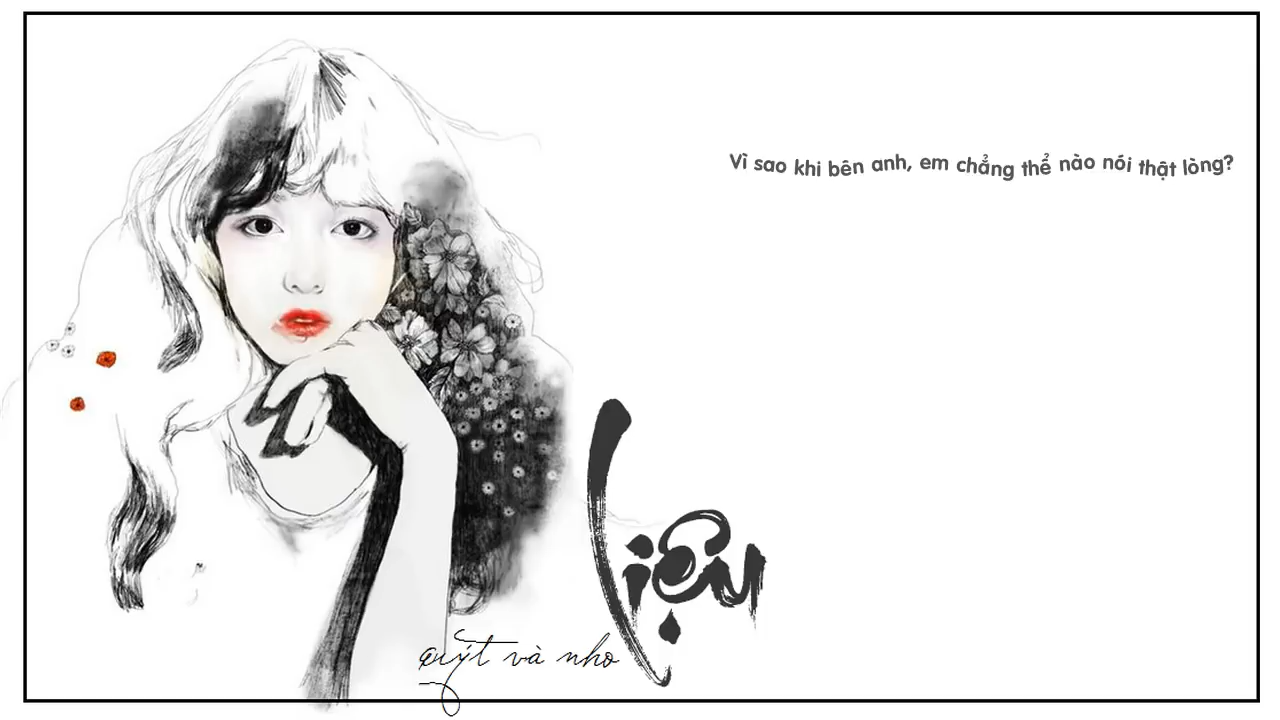 Vì sao khi bên anh, em chẳng thể nào nói thật lòng?
Liệu
quýt và nho